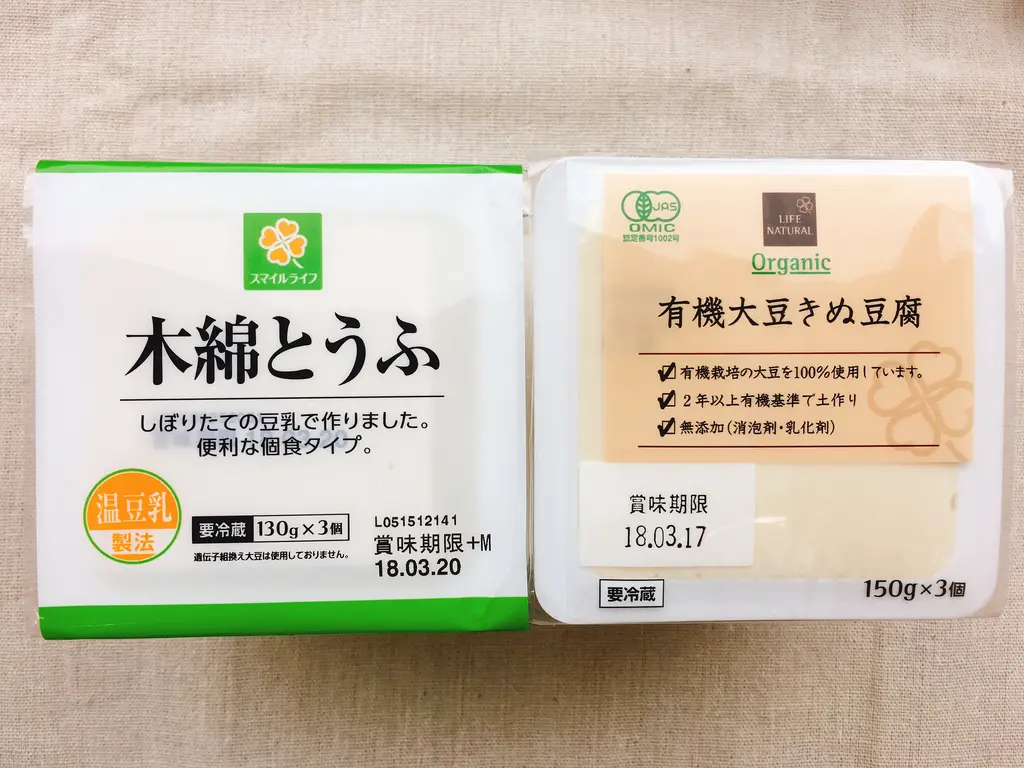 スマイルライフ
木綿とうふ
しぼりたての豆乳で作りました。
便利な個食タイプ。
温豆乳
製法
要冷蔵 130g×3個
遺伝子組換え大豆は使用しておりません。
L051512141
賞味期限+M
18.03.20
JAS
OMIC
認定番号1002号
LIFE
NATURAL
Organic
有機大豆きぬ豆腐
有機栽培の大豆を100%使用しています。
2年以上有機基準で土作り
無添加(消泡剤・乳化剤)
賞味期限
18.03.17
要冷蔵
150g×3個